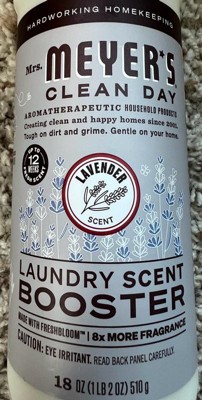 HARDWORKING HOMEKEEPING
Mrs. MEYER'S
CLEAN DAY
AROMATHERAPEUTIC HOUSEHOLD PRODUCTS
Creating clean and happy homes since 2001.
Tough on dirt and grime. Gentle on your home.
UP TO
12
WEEKS
LAVENDER
SCENT
LAUNDRY SCENT
BOOSTER
MADE WITH FRESHBLOOM™ | 8X MORE FRAGRANCE
CAUTION: EYE IRRITANT. READ BACK PANEL CAREFULLY.
18 OZ (1 LB 2 OZ) 510 g